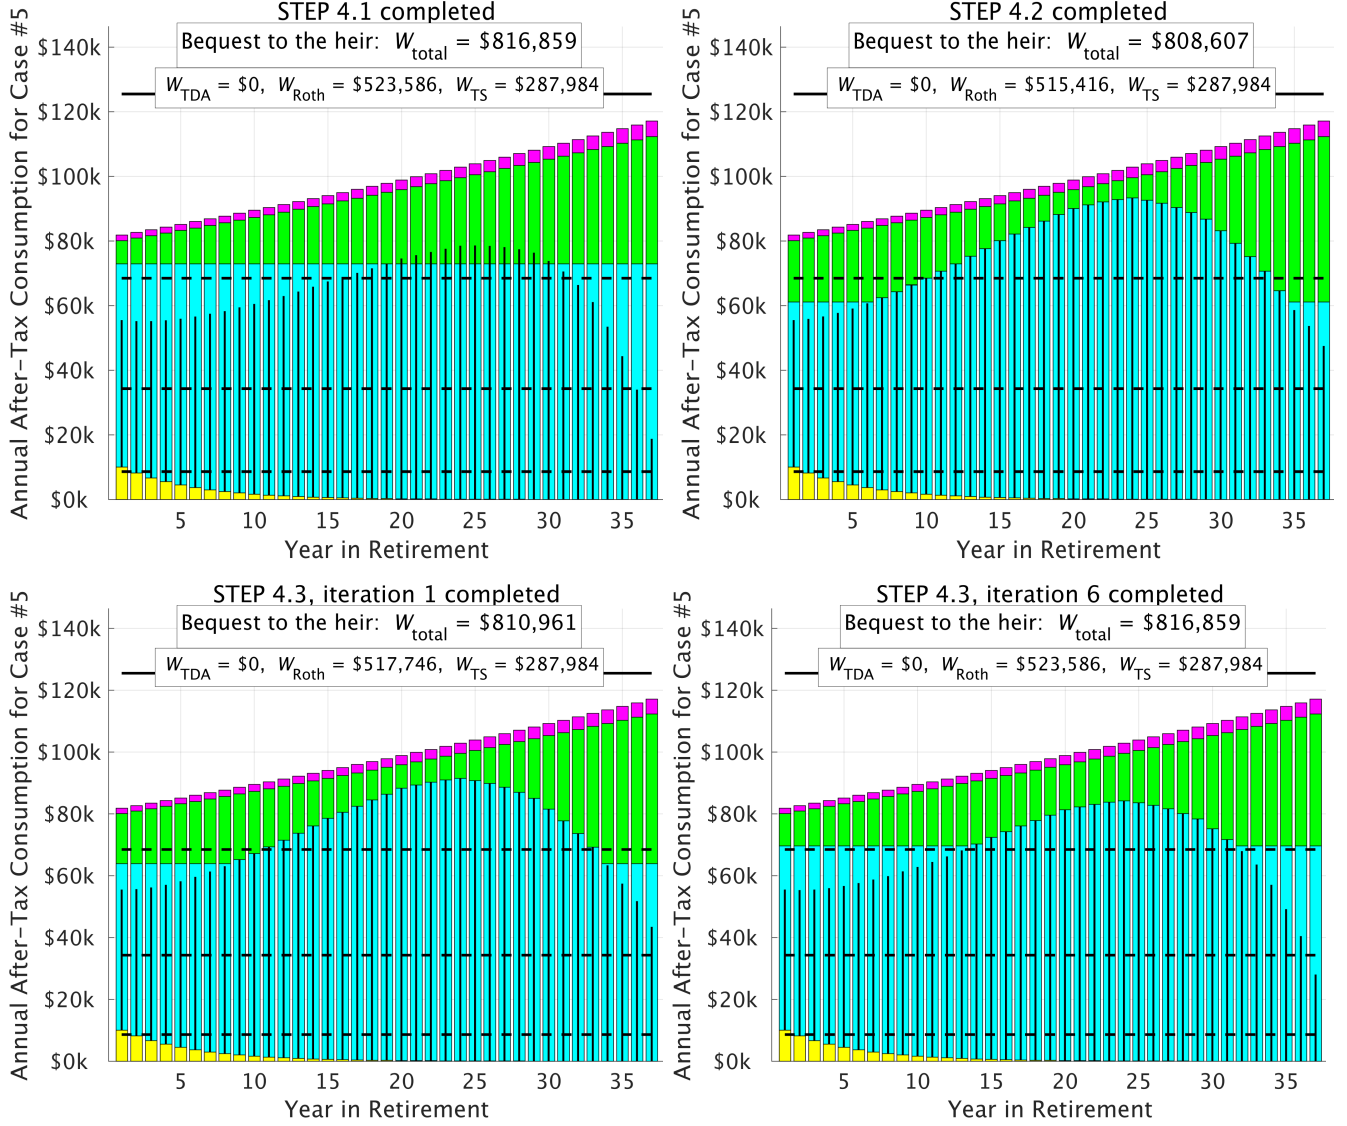 STEP 4.1 completed
Bequest to the heir: W_total = $816,859
W_TDA = $0, W_Roth = $523,586, W_TS = $287,984
Annual After-Tax Consumption for Case #5
$140k
$120k
$100k
$80k
$60k
$40k
$20k
$0k
5 10 15 20 25 30 35
Year in Retirement
STEP 4.2 completed
Bequest to the heir: W_total = $808,607
W_TDA = $0, W_Roth = $515,416, W_TS = $287,984
Annual After-Tax Consumption for Case #5
$140k
$120k
$100k
$80k
$60k
$40k
$20k
$0k
5 10 15 20 25 30 35
Year in Retirement
STEP 4.3, iteration 1 completed
Bequest to the heir: W_total = $810,961
W_TDA = $0, W_Roth = $517,746, W_TS = $287,984
Annual After-Tax Consumption for Case #5
$140k
$120k
$100k
$80k
$60k
$40k
$20k
$0k
5 10 15 20 25 30 35
Year in Retirement
STEP 4.3, iteration 6 completed
Bequest to the heir: W_total = $816,859
W_TDA = $0, W_Roth = $523,586, W_TS = $287,984
Annual After-Tax Consumption for Case #5
$140k
$120k
$100k
$80k
$60k
$40k
$20k
$0k
5 10 15 20 25 30 35
Year in Retirement